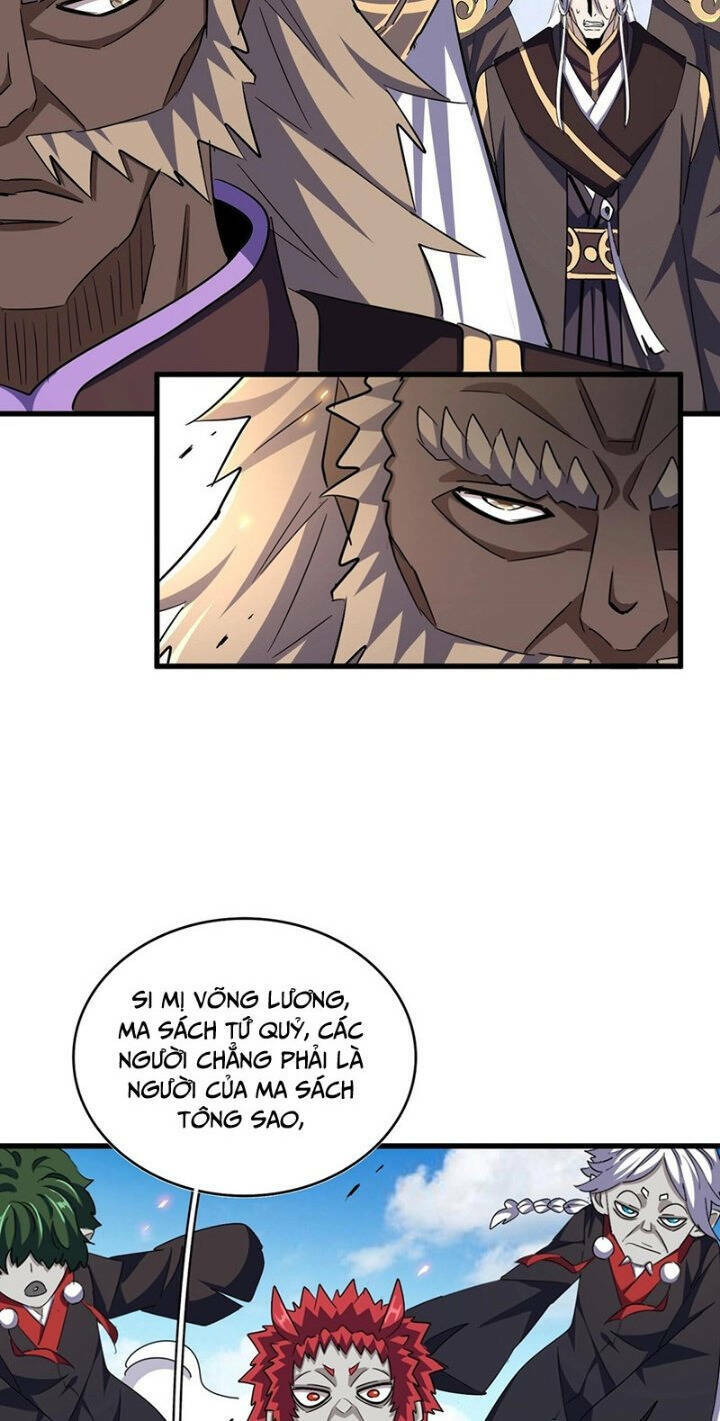 SI MỊ VÕNG LƯƠNG,
MA SÁCH TỨ QUỶ, CÁC
NGƯỜI CHẲNG PHẢI LÀ
NGƯỜI CỦA MA SÁCH
TÔNG SAO,